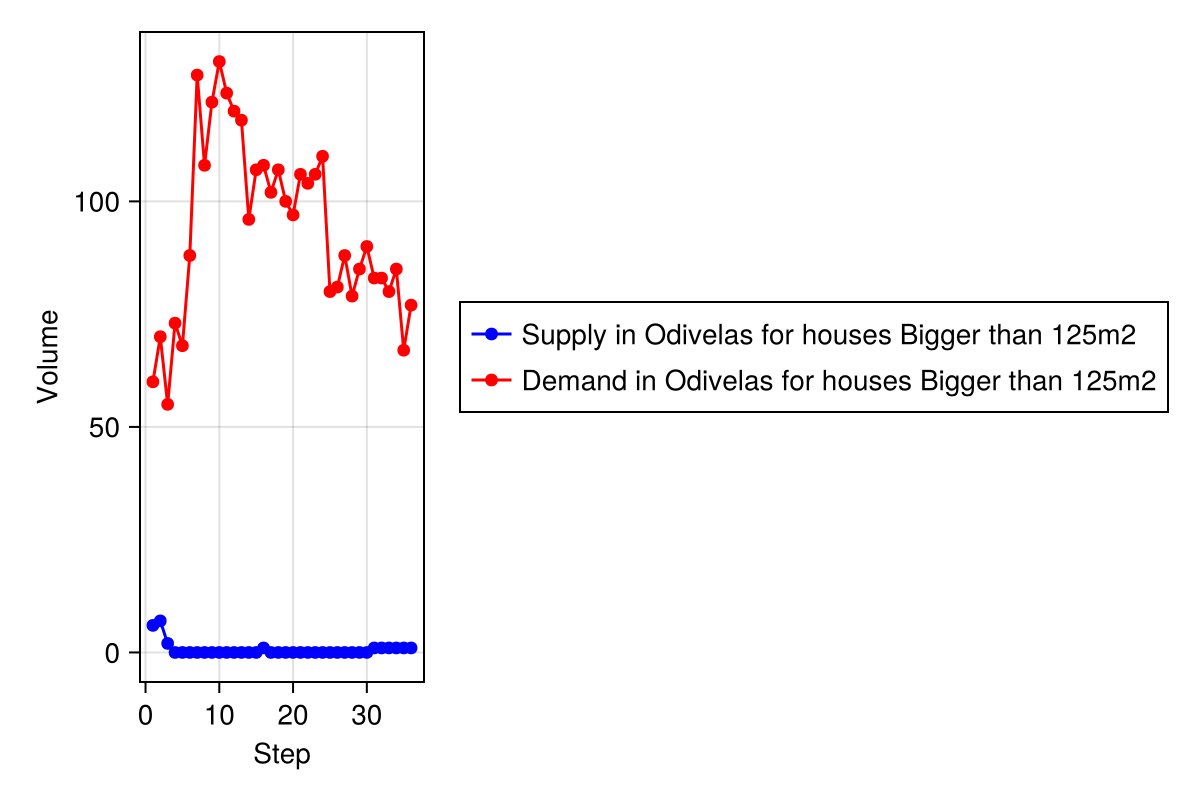 100
50
0
Volume
0 10 20 30
Step
Supply in Odivelas for houses Bigger than 125m2
Demand in Odivelas for houses Bigger than 125m2